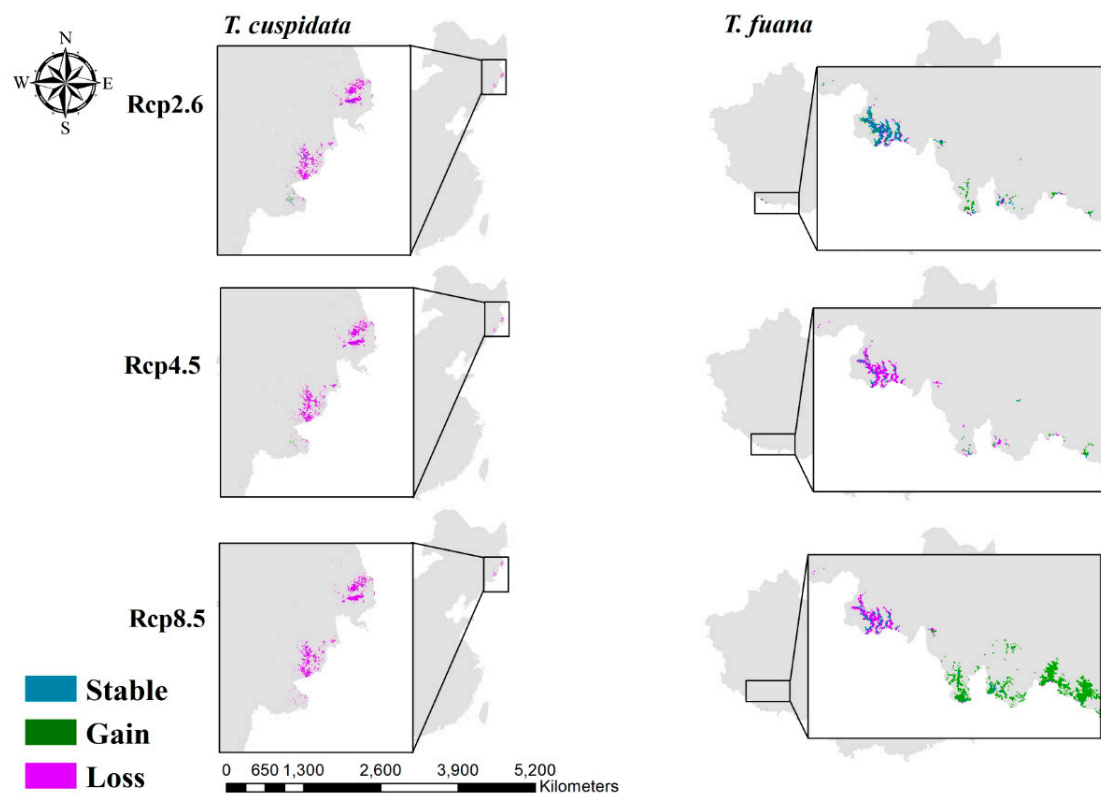 T. cuspidata
T. fuana
N
W E
S
Rcp2.6
Rcp4.5
Rcp8.5
Stable
Gain
Loss
0 650 1,300 2,600 3,900 5,200
Kilometers